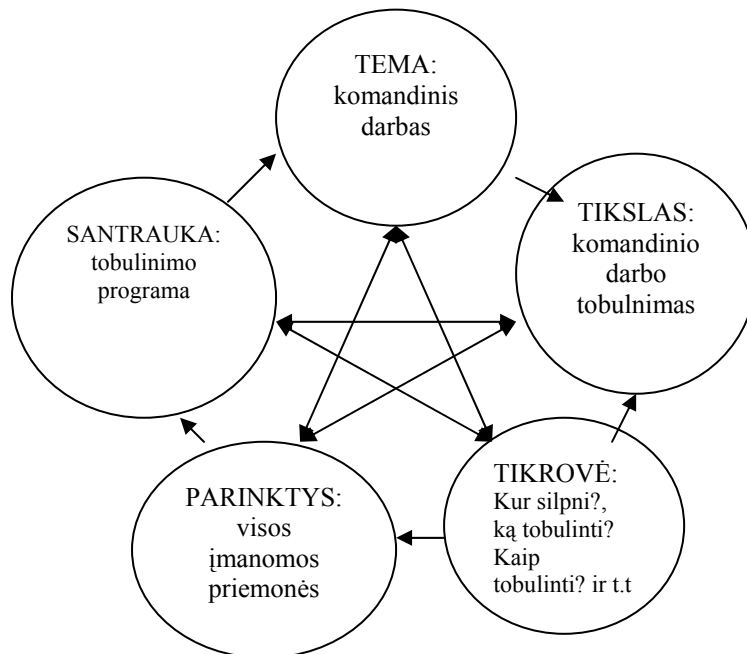 TEMA:
komandinis
darbas
TIKSLAS:
komandinio
darbo
tobulnimas
TIKROVĖ:
Kur silpni?,
ką tobulinti?
Kaip
tobulinti? ir t.t
PARINKTYS:
visos
įmanomos
priemonės
SANTRAUKA:
tobulinimo
programa